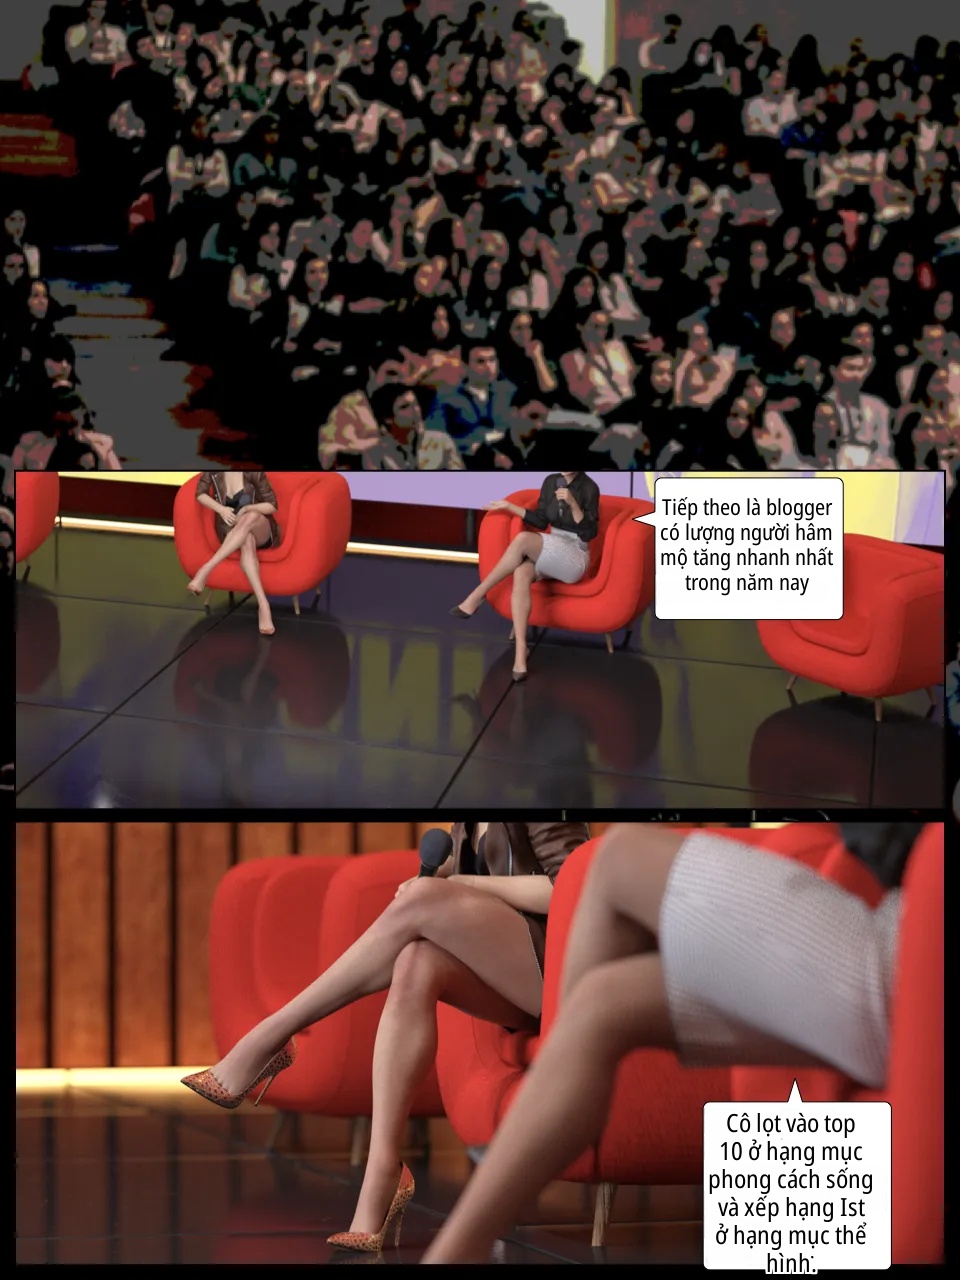 Tiếp theo là blogger
có lượng người hâm
mộ tăng nhanh nhất
trong năm nay
Cô lọt vào top
10 ở hạng mục
phong cách sống
và xếp hạng Ist
ở hạng mục thể
hình.